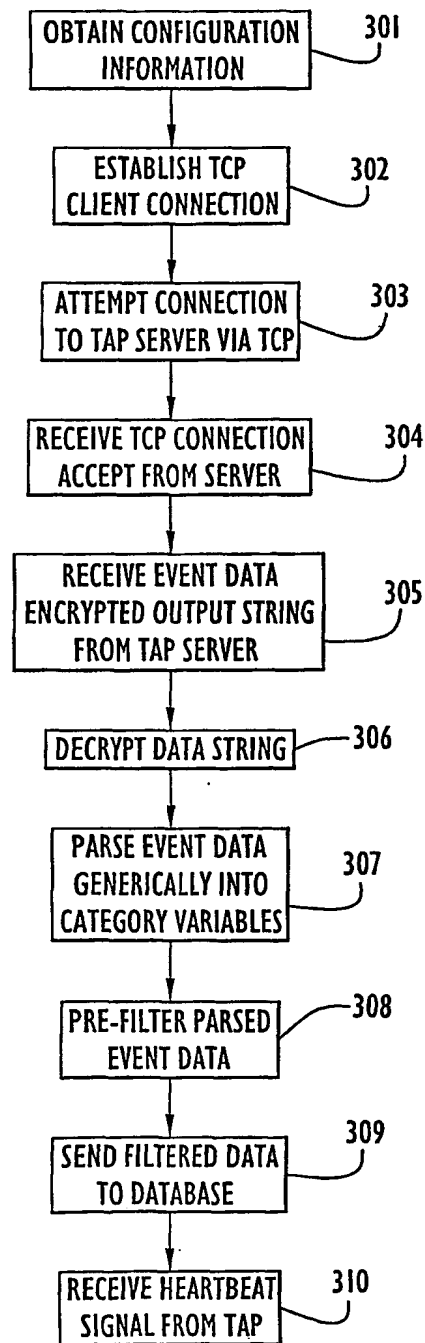 OBTAIN CONFIGURATION
INFORMATION
301
ESTABLISH TCP
CLIENT CONNECTION
302
ATTEMPT CONNECTION
TO TAP SERVER VIA TCP
303
RECEIVE TCP CONNECTION
ACCEPT FROM SERVER
304
RECEIVE EVENT DATA
ENCRYPTED OUTPUT STRING
FROM TAP SERVER
305
DECRYPT DATA STRING
306
PARSE EVENT DATA
GENERICALLY INTO
CATEGORY VARIABLES
307
PRE-FILTER PARSED
EVENT DATA
308
SEND FILTERED DATA
TO DATABASE
309
RECEIVE HEARTBEAT
SIGNAL FROM TAP
310